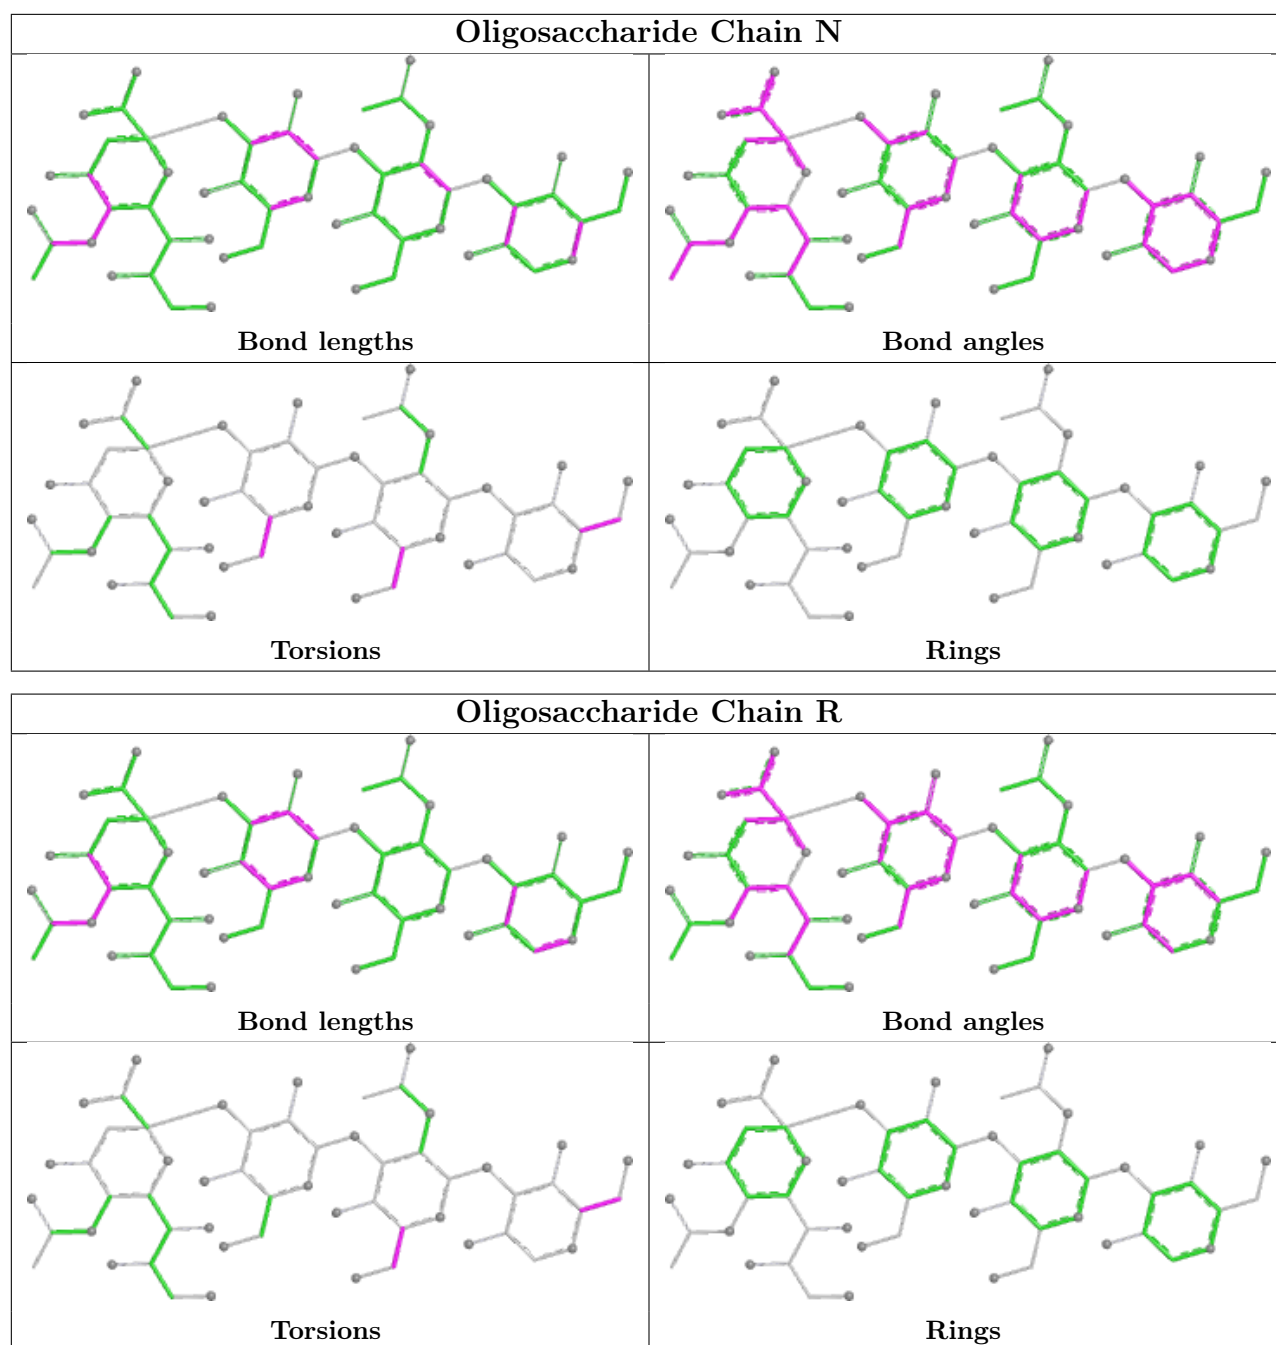 Oligosaccharide Chain N
Bond lengths
Bond angles
Torsions
Rings
Oligosaccharide Chain R
Bond lengths
Bond angles
Torsions
Rings